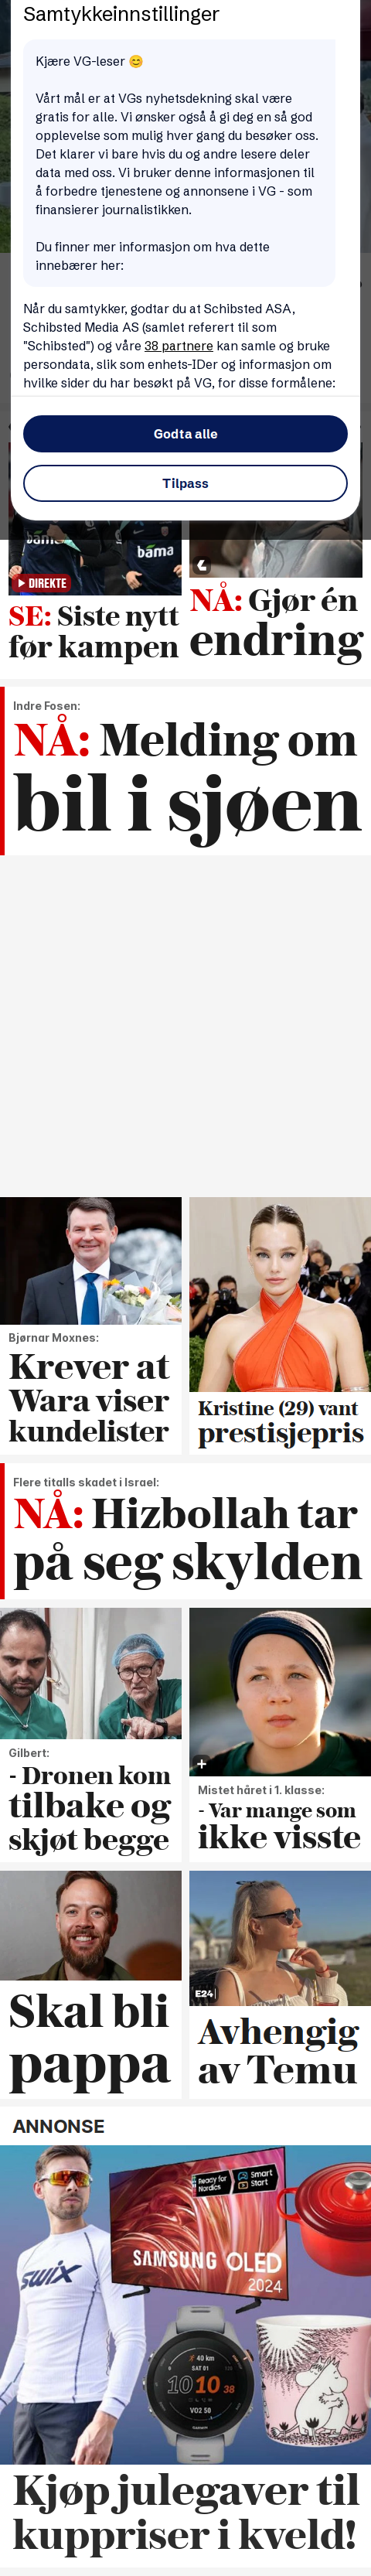 Samtykkeinnstillinger
Kjære VG-leser 😊
Vårt mål er at VGs nyhetsdekning skal være
gratis for alle. Vi ønsker også å gi deg en så god
opplevelse som mulig hver gang du besøker oss.
Det klarer vi bare hvis du og andre lesere deler
data med oss. Vi bruker denne informasjonen til
å forbedre tjenestene og annonsene i VG - som
finansierer journalistikken.
Du finner mer informasjon om hva dette
innebærer her:
Når du samtykker, godtar du at Schibsted ASA,
Schibsted Media AS (samlet referert til som
"Schibsted") og våre 38 partnere kan samle og bruke
persondata, slik som enhets-IDer og informasjon om
hvilke sider du har besøkt på VG, for disse formålene:
Godta alle
Tilpass
bama
bama
DIREKTE
SE: Siste nytt
før kampen
NÅ: Gjør én
endring
Indre Fosen:
NÅ: Melding om
bil i sjøen
Bjørnar Moxnes:
Krever at
Wara viser
kundelister
Kristine (29) vant
prestisjepris
Flere titalls skadet i Israel:
NÅ: Hizbollah tar
på seg skylden
Gilbert:
- Dronen kom
tilbake og
skjøt begge
+
Mistet håret i 1. klasse:
- Var mange som
ikke visste
Skal bli
pappa
E24
Avhengig
av Temu
ANNONSE
Ready for
Nordics
Smart
Start
SAMSUNG OLED
2024
SWIX
40 KM
SAT 01
10 10 38
VO2 50
GARMIN
Kjøp julegaver til
kuppriser i kveld!